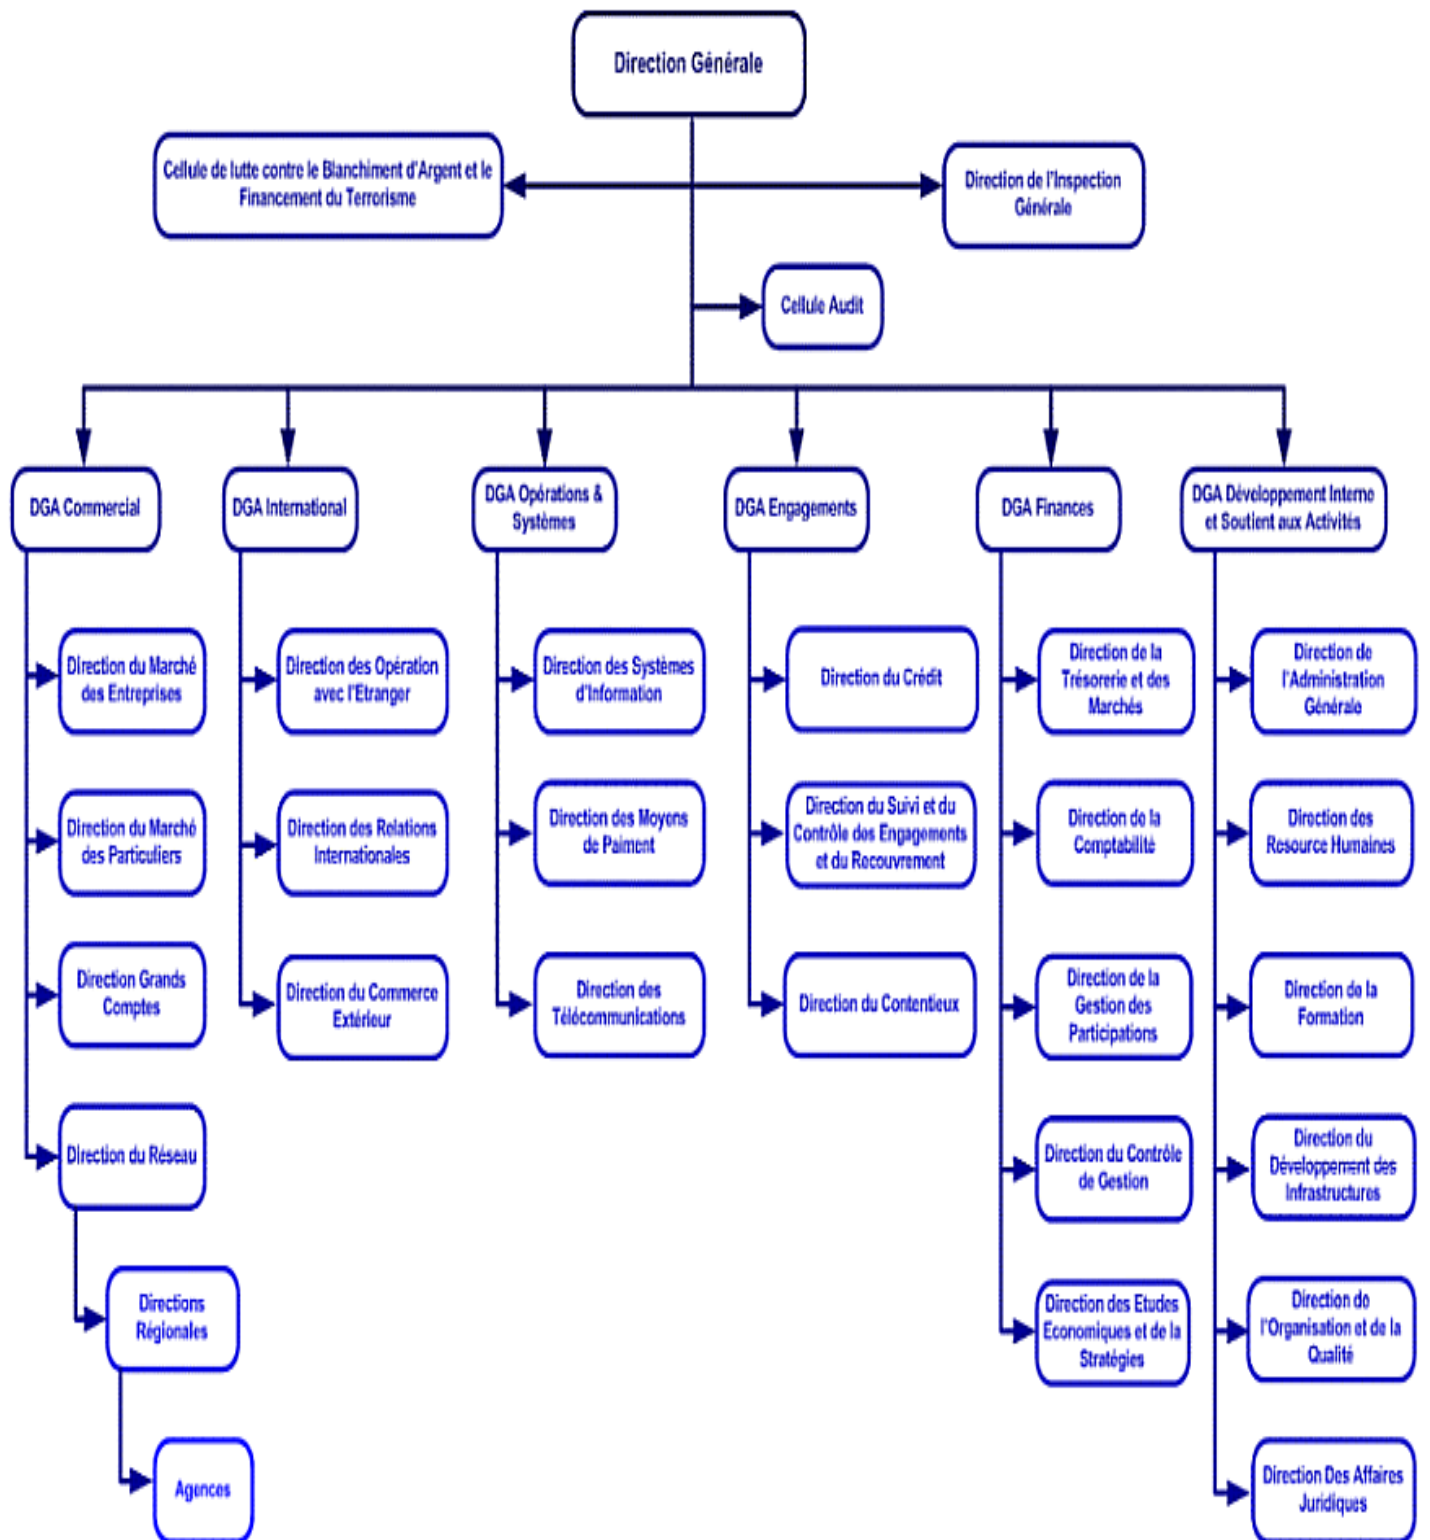 Direction Générale
Cellule de lutte contre le Blanchiment d'Argent et le
Financement du Terrorisme
Direction de l'Inspection
Générale
Cellule Audit
DGA Commercial
DGA International
DGA Opérations &
Systèmes
DGA Engagements
DGA Finances
DGA Développement Interne
et Soutient aux Activités
Direction du Marché
des Entreprises
Direction du Marché
des Particuliers
Direction Grands
Comptes
Direction du Réseau
Directions
Régionales
Agences
Direction des Opération
avec l'Etranger
Direction des Relations
Internationales
Direction du Commerce
Extérieur
Direction des Systèmes
d'Information
Direction des Moyens
de Paiment
Direction des
Télécommunications
Direction du Crédit
Direction du Suivi et du
Contrôle des Engagements
et du Recouvrement
Direction du Contentieux
Direction de la
Trésorerie et des
Marchés
Direction de la
Comptabilité
Direction de la
Gestion des
Participations
Direction du Contrôle
de Gestion
Direction des Etudes
Economiques et de la
Stratégies
Direction de
l'Administration
Générale
Direction des
Resource Humaines
Direction de la
Formation
Direction du
Développement des
Infrastructures
Direction de
l'Organisation et de la
Qualité
Direction Des Affaires
Juridiques